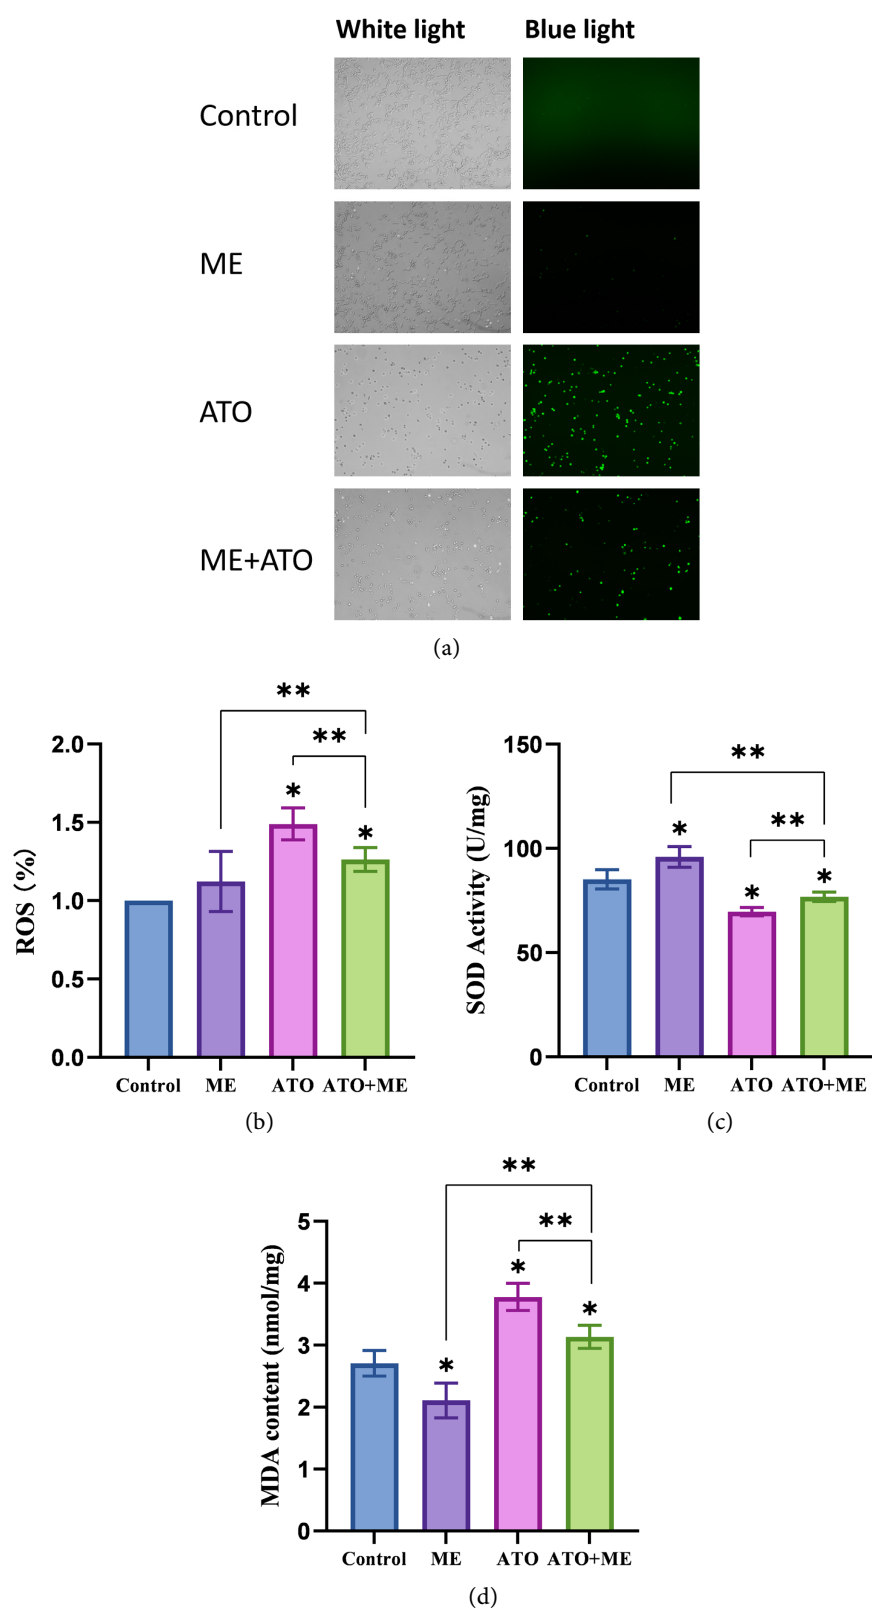 White light Blue light
Control
ME
ATO
ME+ATO
(a)
**
**
*
*
2.0
1.5
1.0
0.5
0.0
ROS (%)
Control ME ATO ATO+ME
(b)
**
**
*
*
*
150
100
50
0
SOD Activity (U/mg)
Control ME ATO ATO+ME
(c)
**
**
*
*
*
5
4
3
2
1
0
MDA content (nmol/mg)
Control ME ATO ATO+ME
(d)